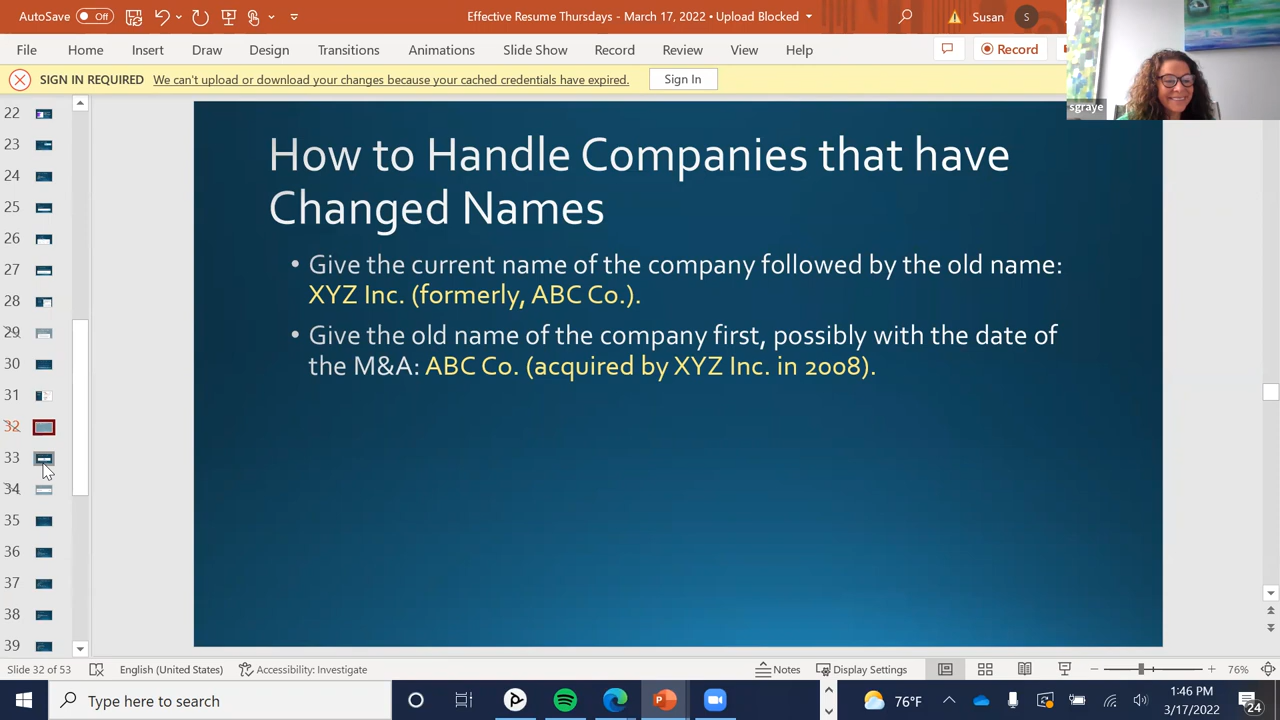 AutoSave Off
Effective Resume Thursdays - March 17, 2022 • Upload Blocked
Susan S
File Home Insert Draw Design Transitions Animations Slide Show Record Review View Help
Record
SIGN IN REQUIRED We can't upload or download your changes because your cached credentials have expired. Sign In
sgraye
22
23
24
25
26
27
28
29
30
31
32
33
34
35
36
37
38
39
How to Handle Companies that have
Changed Names
• Give the current name of the company followed by the old name:
XYZ Inc. (formerly, ABC Co.).
• Give the old name of the company first, possibly with the date of
the M&A: ABC Co. (acquired by XYZ Inc. in 2008).
Slide 32 of 53 English (United States) Accessibility: Investigate Notes Display Settings 76%
Type here to search
76°F
1:46 PM
3/17/2022
24